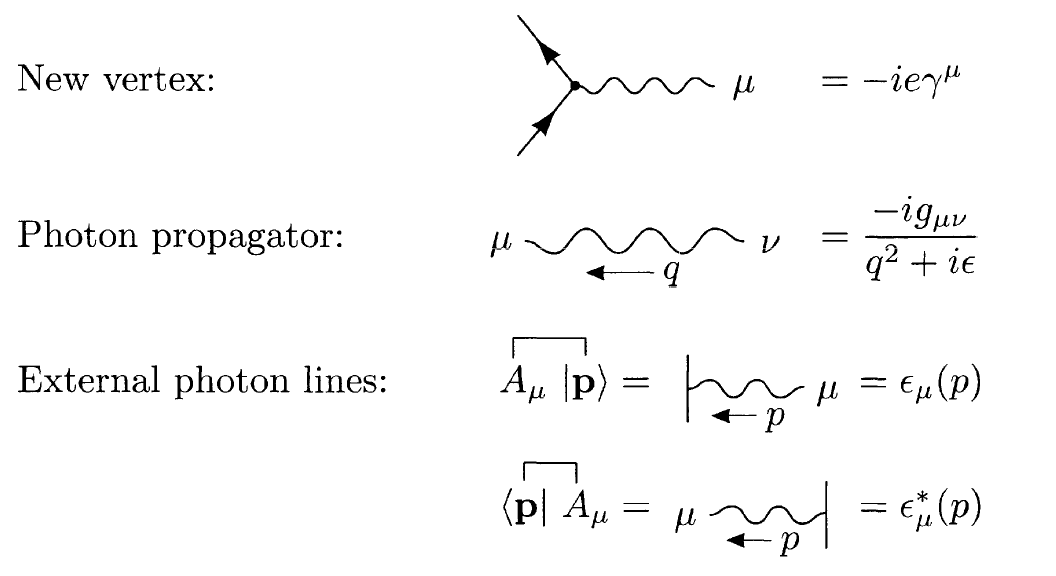 New vertex: μ = −ieγ^μ
Photon propagator: μ ν = −ig_{μν} / (q² + iϵ)
q
External photon lines: A_μ |p⟩ = μ = ϵ_μ(p)
p
⟨p| A_μ = μ = ϵ*_μ(p)
p